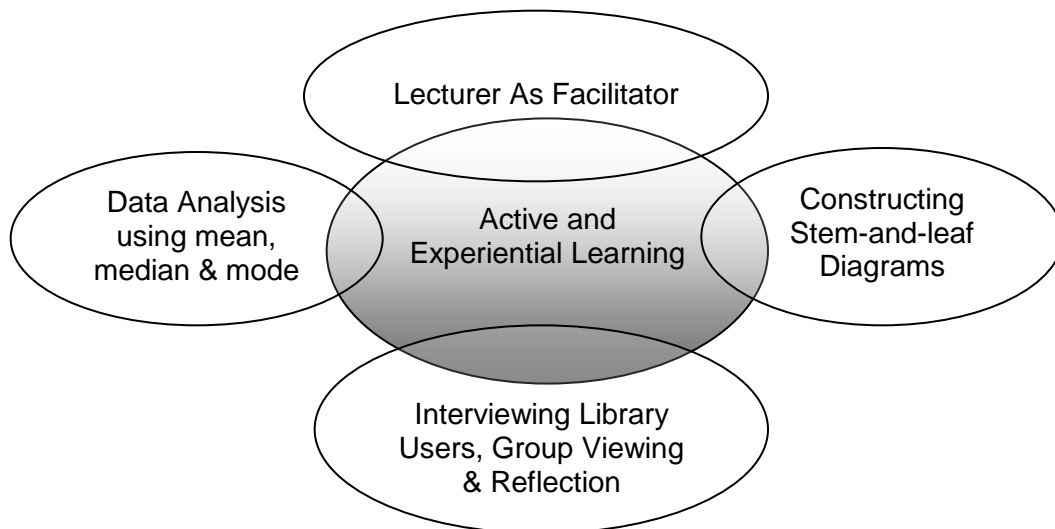 Lecturer As Facilitator
Data Analysis
using mean,
median & mode
Active and
Experiential Learning
Constructing
Stem-and-leaf
Diagrams
Interviewing Library
Users, Group Viewing
& Reflection